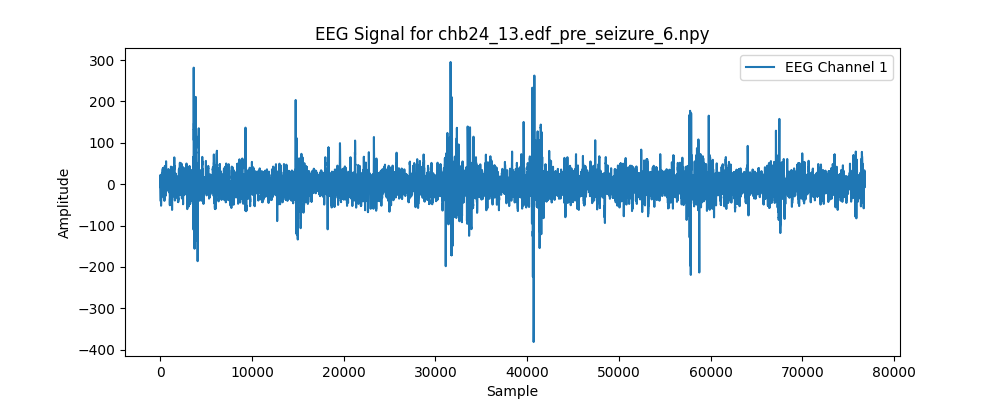 EEG Signal for chb24_13.edf_pre_seizure_6.npy
EEG Channel 1
300
200
100
0
−100
−200
−300
−400
Amplitude
0 10000 20000 30000 40000 50000 60000 70000 80000
Sample